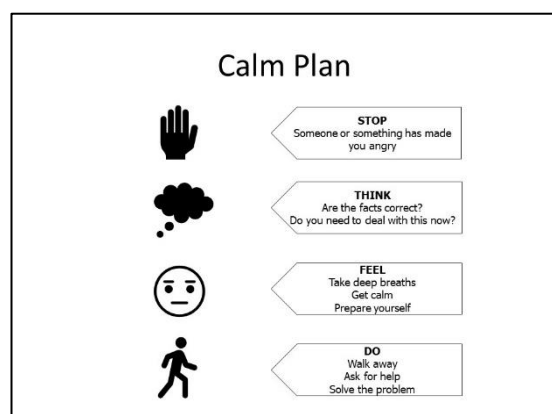 Calm Plan
STOP
Someone or something has made
you angry
THINK
Are the facts correct?
Do you need to deal with this now?
FEEL
Take deep breaths
Get calm
Prepare yourself
DO
Walk away
Ask for help
Solve the problem